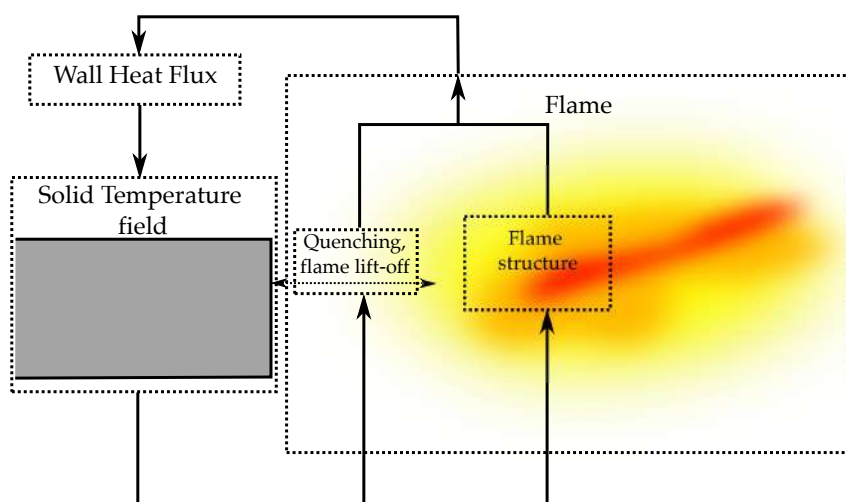 Wall Heat Flux
Flame
Solid Temperature
field
Quenching,
flame lift-off
Flame
structure